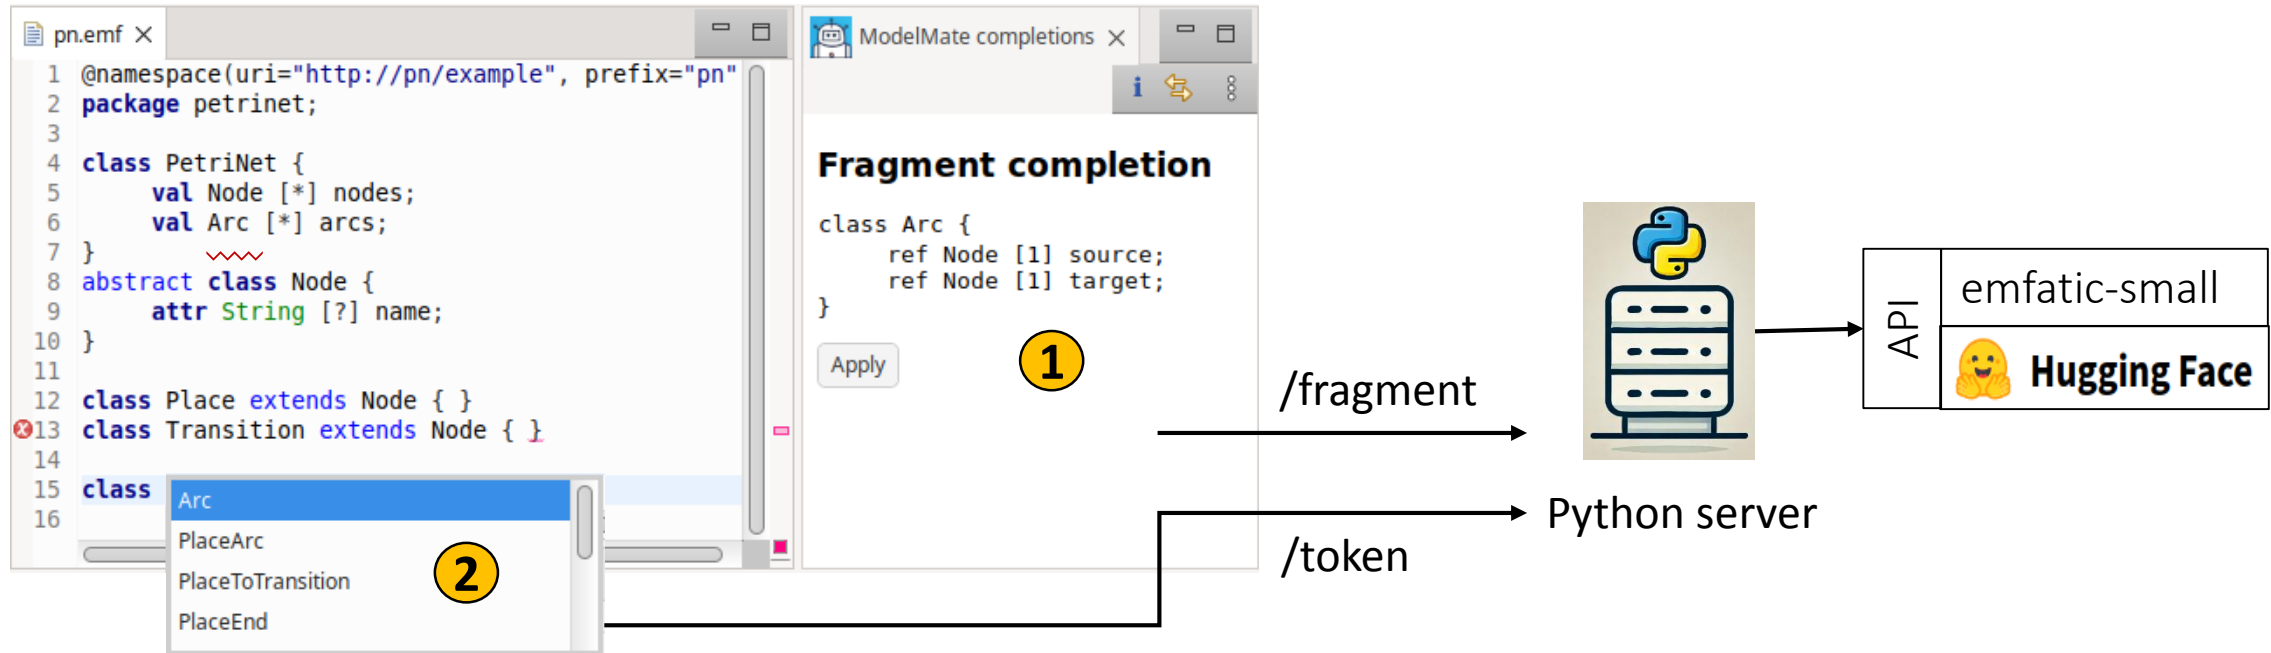 pn.emf
1 @namespace(uri="http://pn/example", prefix="pn"
2 package petrinet;
3
4 class PetriNet {
5 val Node [*] nodes;
6 val Arc [*] arcs;
7 }
8 abstract class Node {
9 attr String [?] name;
10 }
11
12 class Place extends Node { }
13 class Transition extends Node { }
14
15 class
16
Arc
PlaceArc
PlaceToTransition
PlaceEnd
2
ModelMate completions
i
Fragment completion
class Arc {
ref Node [1] source;
ref Node [1] target;
}
Apply
1
/fragment
/token
Python server
API
emfatic-small
Hugging Face